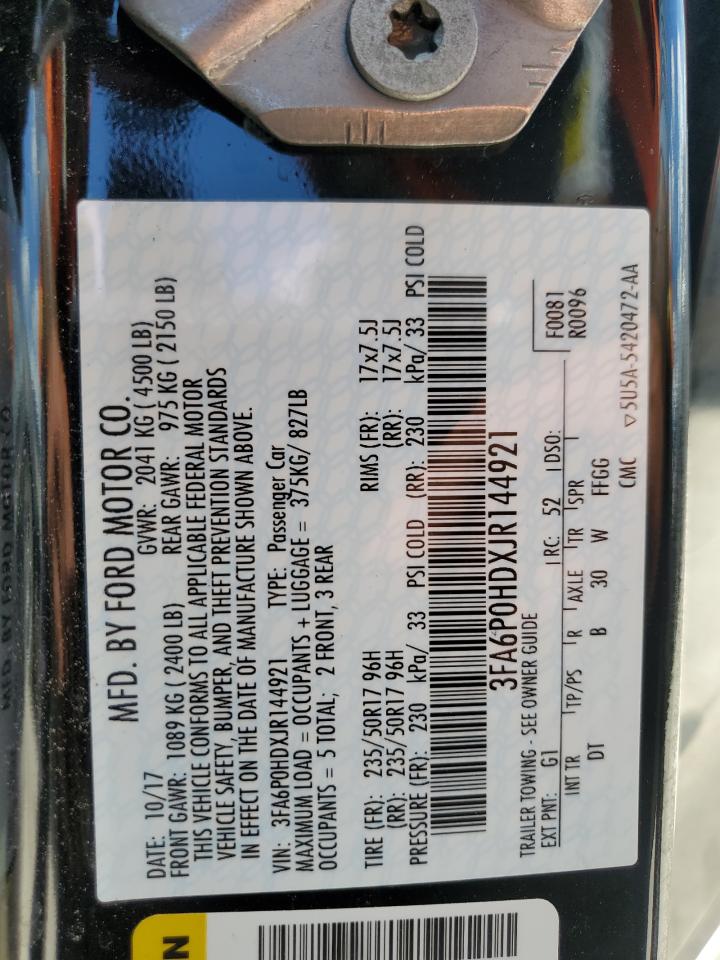 MFD. BY FORD MOTOR CO.
DATE: 10/17 GVWR: 2041 KG ( 4500 LB)
FRONT GAWR: 1089 KG (2400 LB) REAR GAWR: 975 KG ( 2150 LB)
THIS VEHICLE CONFORMS TO ALL APPLICABLE FEDERAL MOTOR
VEHICLE SAFETY, BUMPER, AND THEFT PREVENTION STANDARDS
IN EFFECT ON THE DATE OF MANUFACTURE SHOWN ABOVE.
VIN: 3FA6P0HDXJR144921 TYPE: Passenger Car
MAXIMUM LOAD = OCCUPANTS + LUGGAGE = 375KG/ 827LB
OCCUPANTS = 5 TOTAL; 2 FRONT, 3 REAR
TIRE (FR): 235/50R17 96H RIMS (FR): 17x7.5J
(RR): 235/50R17 96H (RR): 17x7.5J
PRESSURE (FR): 230 kPa/ 33 PSI COLD (RR): 230 kPa/ 33 PSI COLD
3FA6P0HDXJR144921
TRAILER TOWING - SEE OWNER GUIDE F0081
EXT PNT: G1 RC: 52 DSO: R0096
INT TR TP/PS R AXLE TR SPR
DT B 30 W FFGG
CMC ▽5U5A-5420472-AA
N